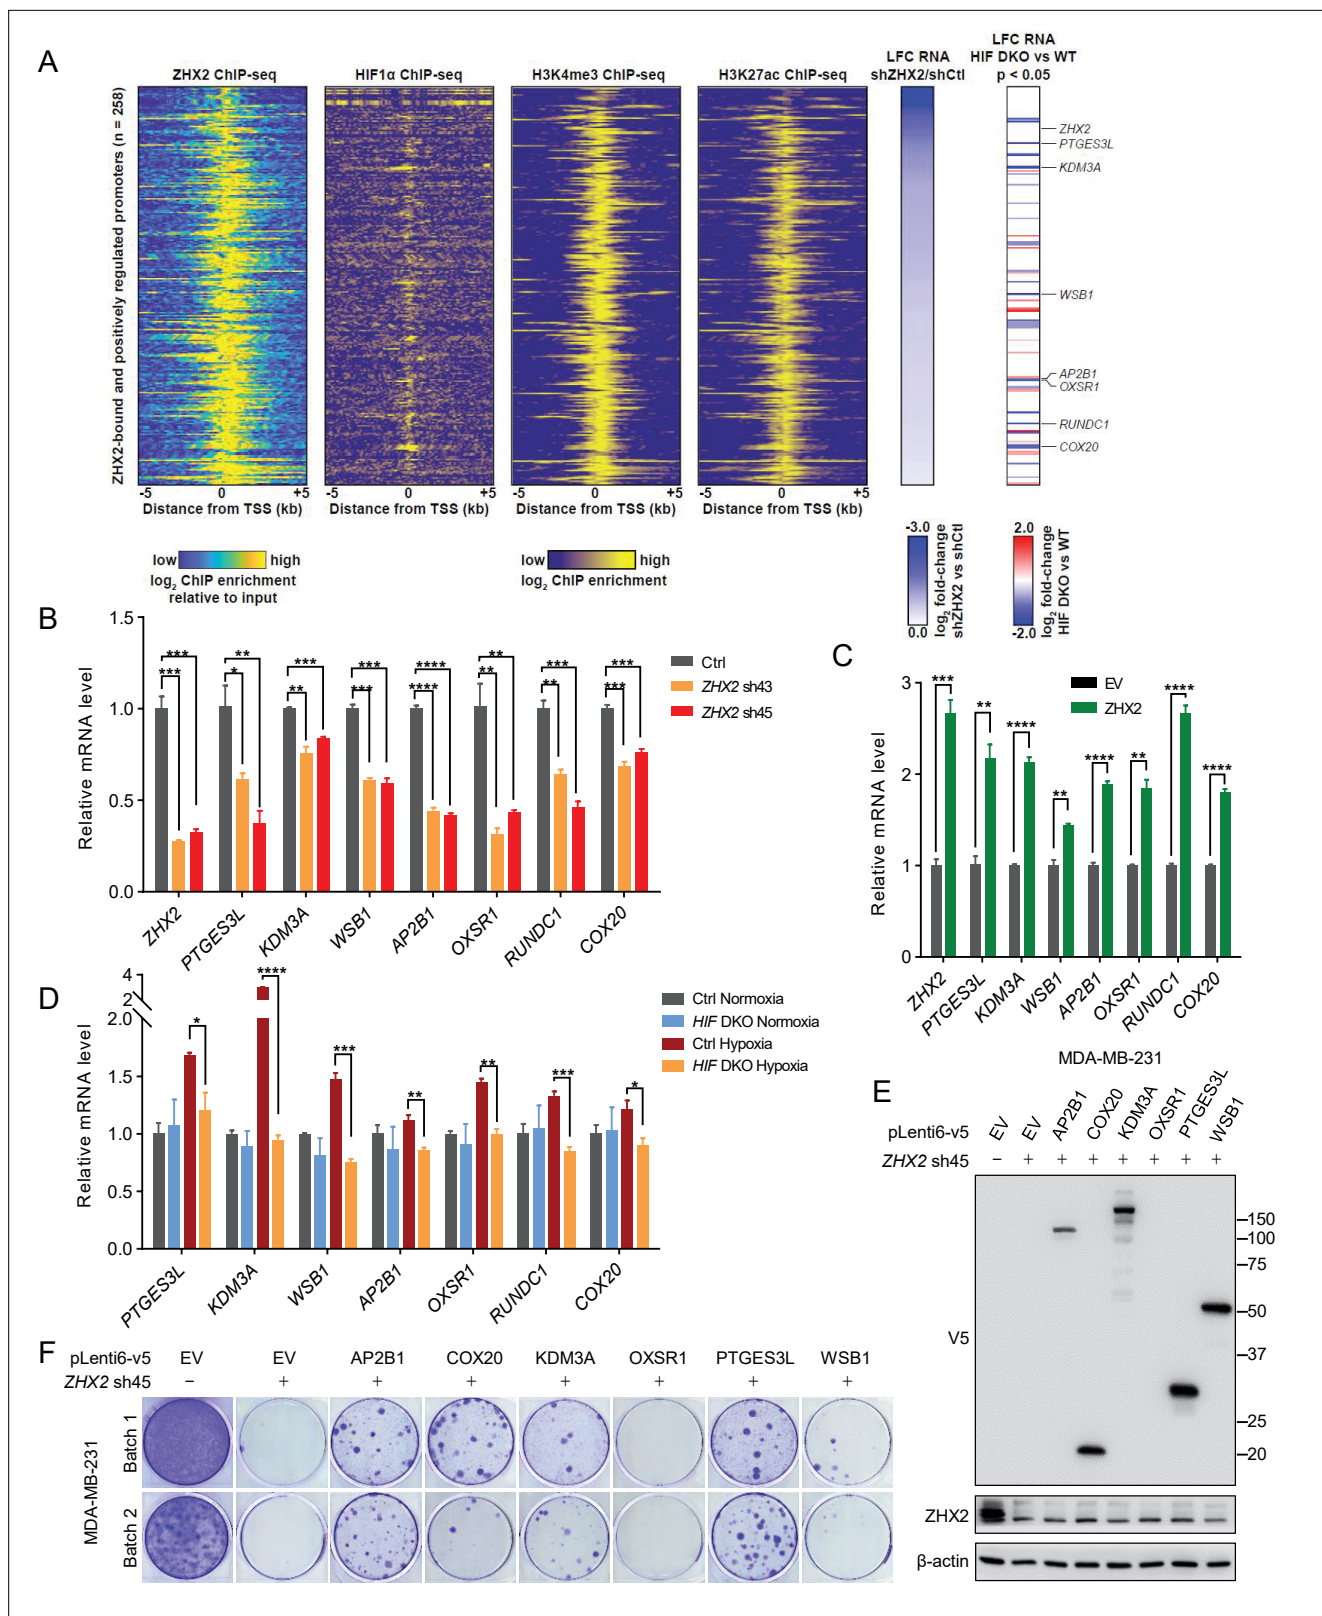 A
ZHX2 ChIP-seq
HIF1α ChIP-seq
H3K4me3 ChIP-seq
H3K27ac ChIP-seq
LFC RNA
shZHX2/shCtl
LFC RNA
HIF DKO vs WT
p < 0.05
ZHX2-bound and positively regulated promoters (n = 258)
ZHX2
PTGES3L
KDM3A
WSB1
AP2B1
OXSR1
RUNDC1
COX20
-5 0 +5
Distance from TSS (kb)
-5 0 +5
Distance from TSS (kb)
-5 0 +5
Distance from TSS (kb)
-5 0 +5
Distance from TSS (kb)
low high
log2 ChIP enrichment
relative to input
low high
log2 ChIP enrichment
-3.0
0.0
log2 fold-change
shZHX2 vs shCtl
2.0
-2.0
log2 fold-change
HIF DKO vs WT
B
Relative mRNA level
1.5
1.0
0.5
0.0
*** *** ** * *** ** *** *** **** **** ** ** *** ** *** ***
Ctrl
ZHX2 sh43
ZHX2 sh45
ZHX2 PTGES3L KDM3A WSB1 AP2B1 OXSR1 RUNDC1 COX20
C
Relative mRNA level
3
2
1
0
*** ** **** ** **** ** **** ****
EV
ZHX2
ZHX2 PTGES3L KDM3A WSB1 AP2B1 OXSR1 RUNDC1 COX20
D
Relative mRNA level
4
2
2.0
1.5
1.0
0.5
0.0
* **** *** ** ** *** *
Ctrl Normoxia
HIF DKO Normoxia
Ctrl Hypoxia
HIF DKO Hypoxia
PTGES3L KDM3A WSB1 AP2B1 OXSR1 RUNDC1 COX20
E
MDA-MB-231
pLenti6-v5 EV EV AP2B1 COX20 KDM3A OXSR1 PTGES3L WSB1
ZHX2 sh45 – + + + + + + +
V5
–150
–100
–75
–50
–37
–25
–20
ZHX2
β-actin
F
pLenti6-v5 EV EV AP2B1 COX20 KDM3A OXSR1 PTGES3L WSB1
ZHX2 sh45 – + + + + + + +
MDA-MB-231
Batch 1
Batch 2